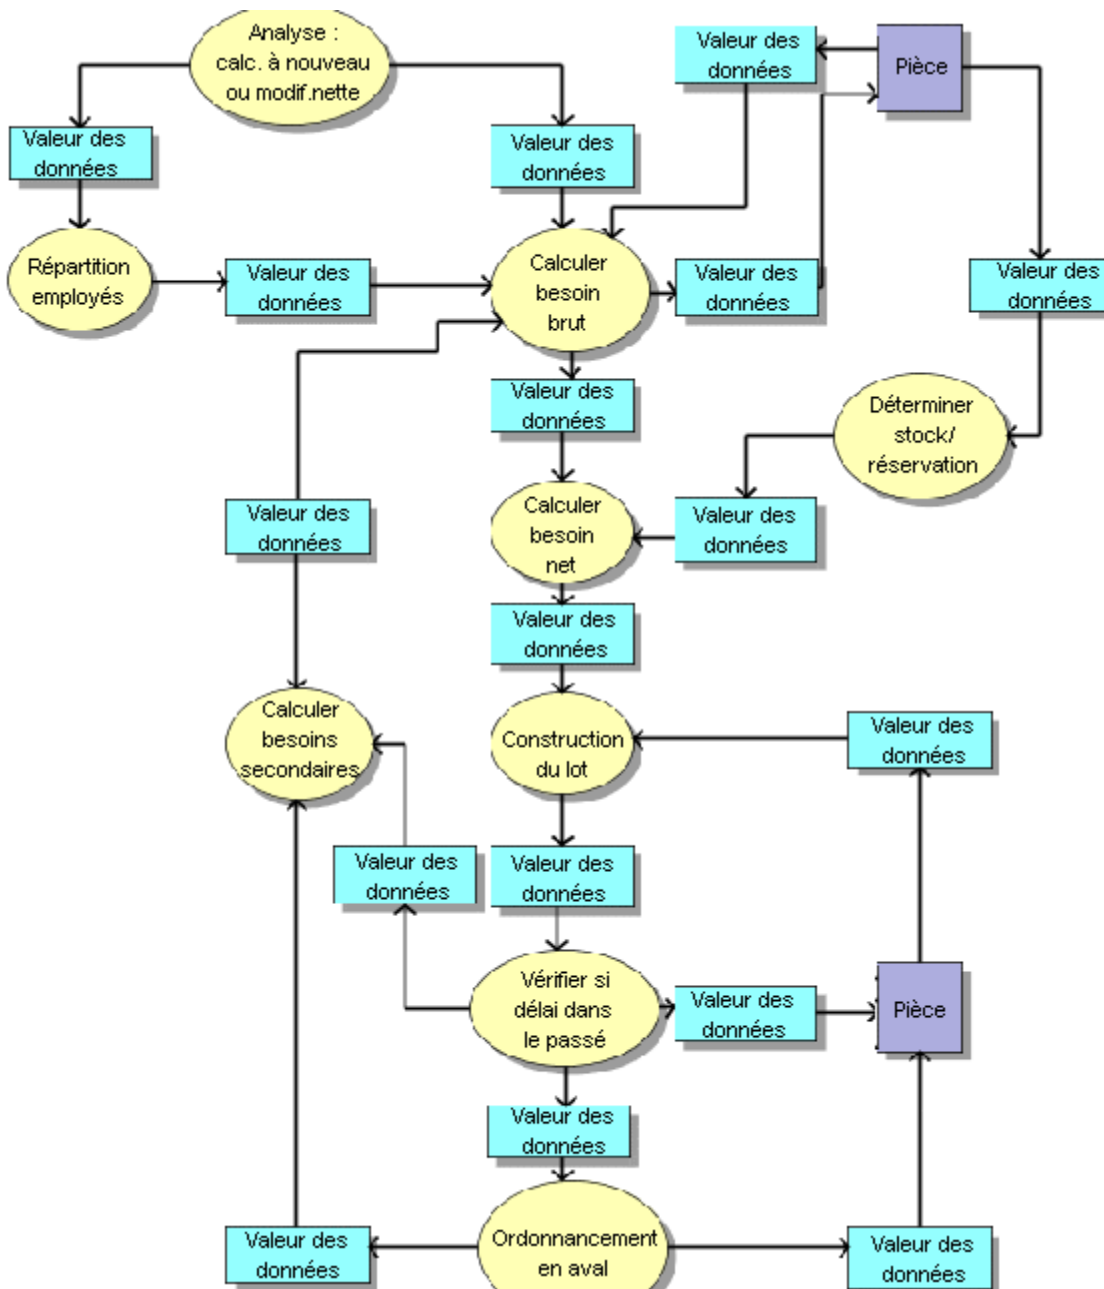 Analyse :
calc. à nouveau
ou modif.nette
Valeur des
données
Pièce
Valeur des
données
Valeur des
données
Répartition
employés
Valeur des
données
Calculer
besoin
brut
Valeur des
données
Valeur des
données
Valeur des
données
Déterminer
stock/
réservation
Valeur des
données
Calculer
besoin
net
Valeur des
données
Valeur des
données
Calculer
besoins
secondaires
Construction
du lot
Valeur des
données
Valeur des
données
Valeur des
données
Vérifier si
délai dans
le passé
Valeur des
données
Pièce
Valeur des
données
Valeur des
données
Ordonnancement
en aval
Valeur des
données